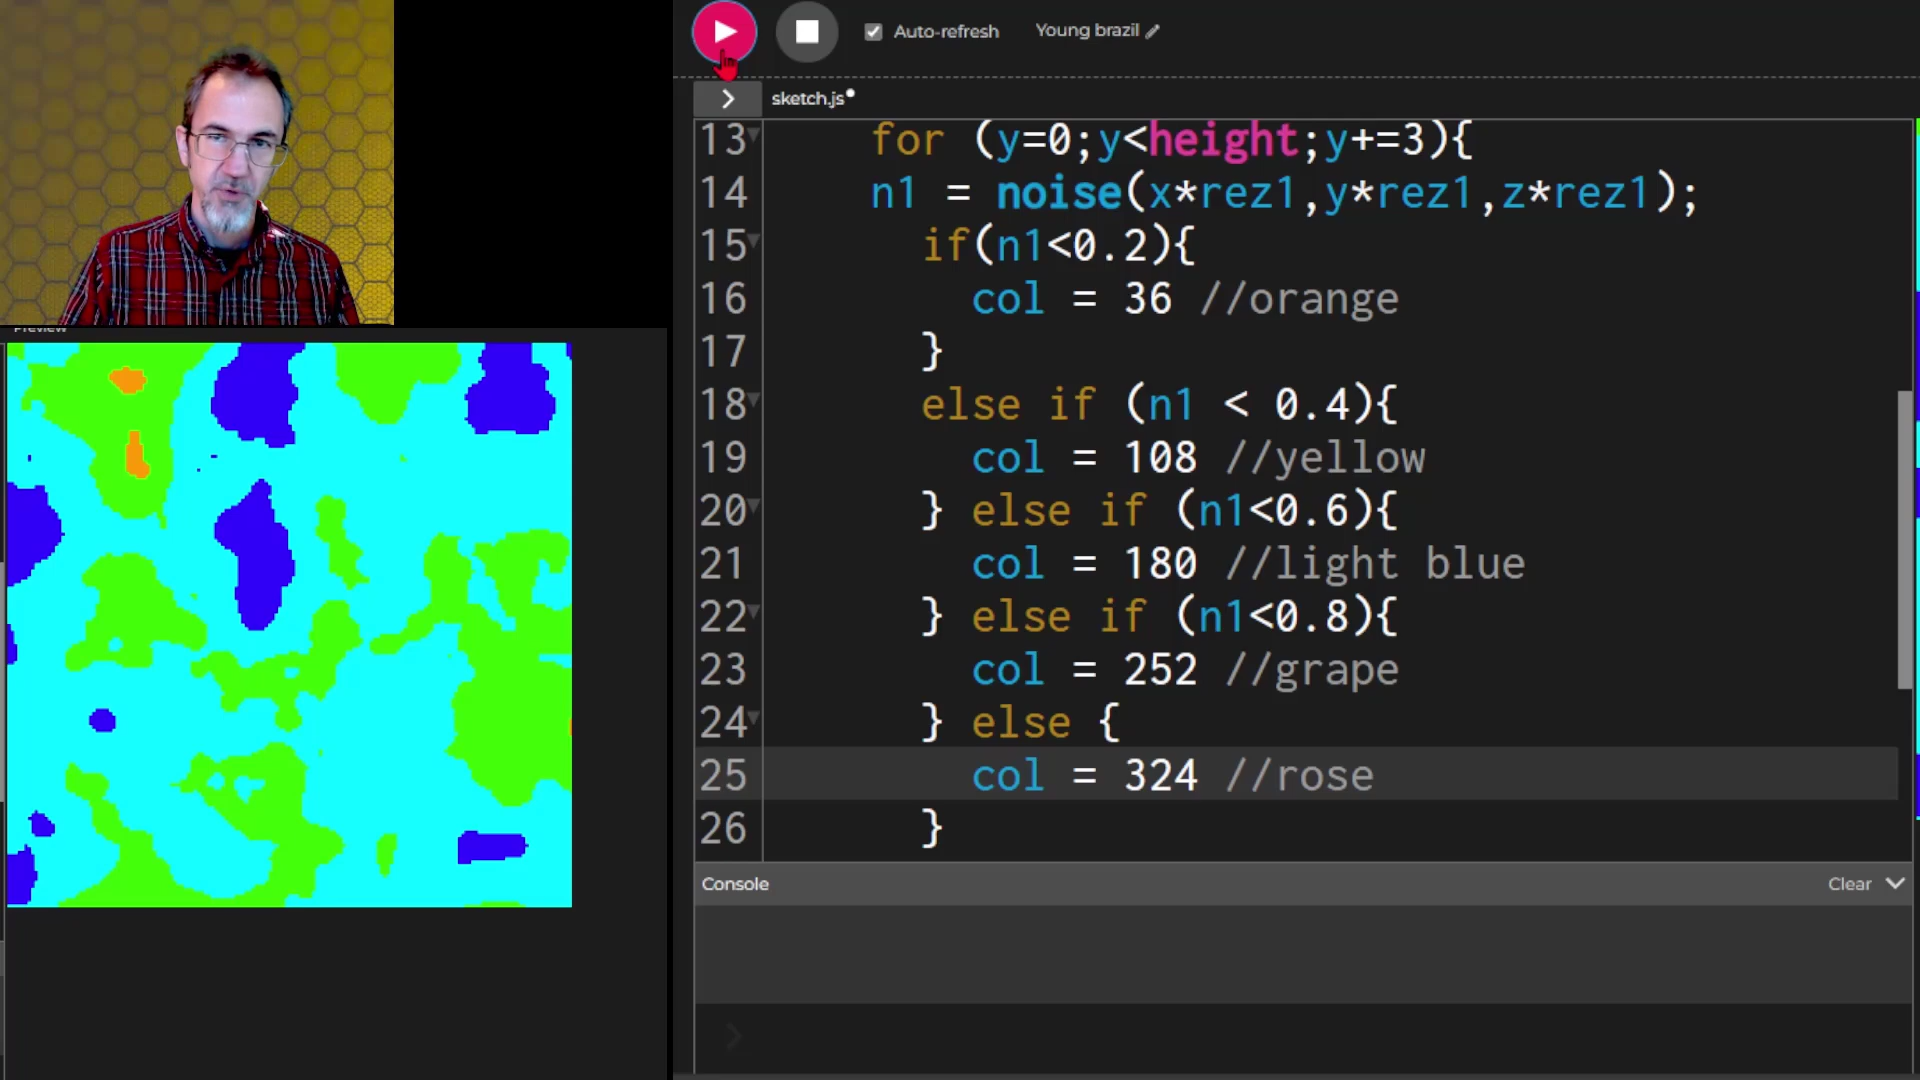 Auto-refresh
Young brazil
sketch.js
Preview
13 for (y=0;y<height;y+=3){
14 n1 = noise(x*rez1,y*rez1,z*rez1);
15 if(n1<0.2){
16 col = 36 //orange
17 }
18 else if (n1 < 0.4){
19 col = 108 //yellow
20 } else if (n1<0.6){
21 col = 180 //light blue
22 } else if (n1<0.8){
23 col = 252 //grape
24 } else {
25 col = 324 //rose
26 }
Console
Clear